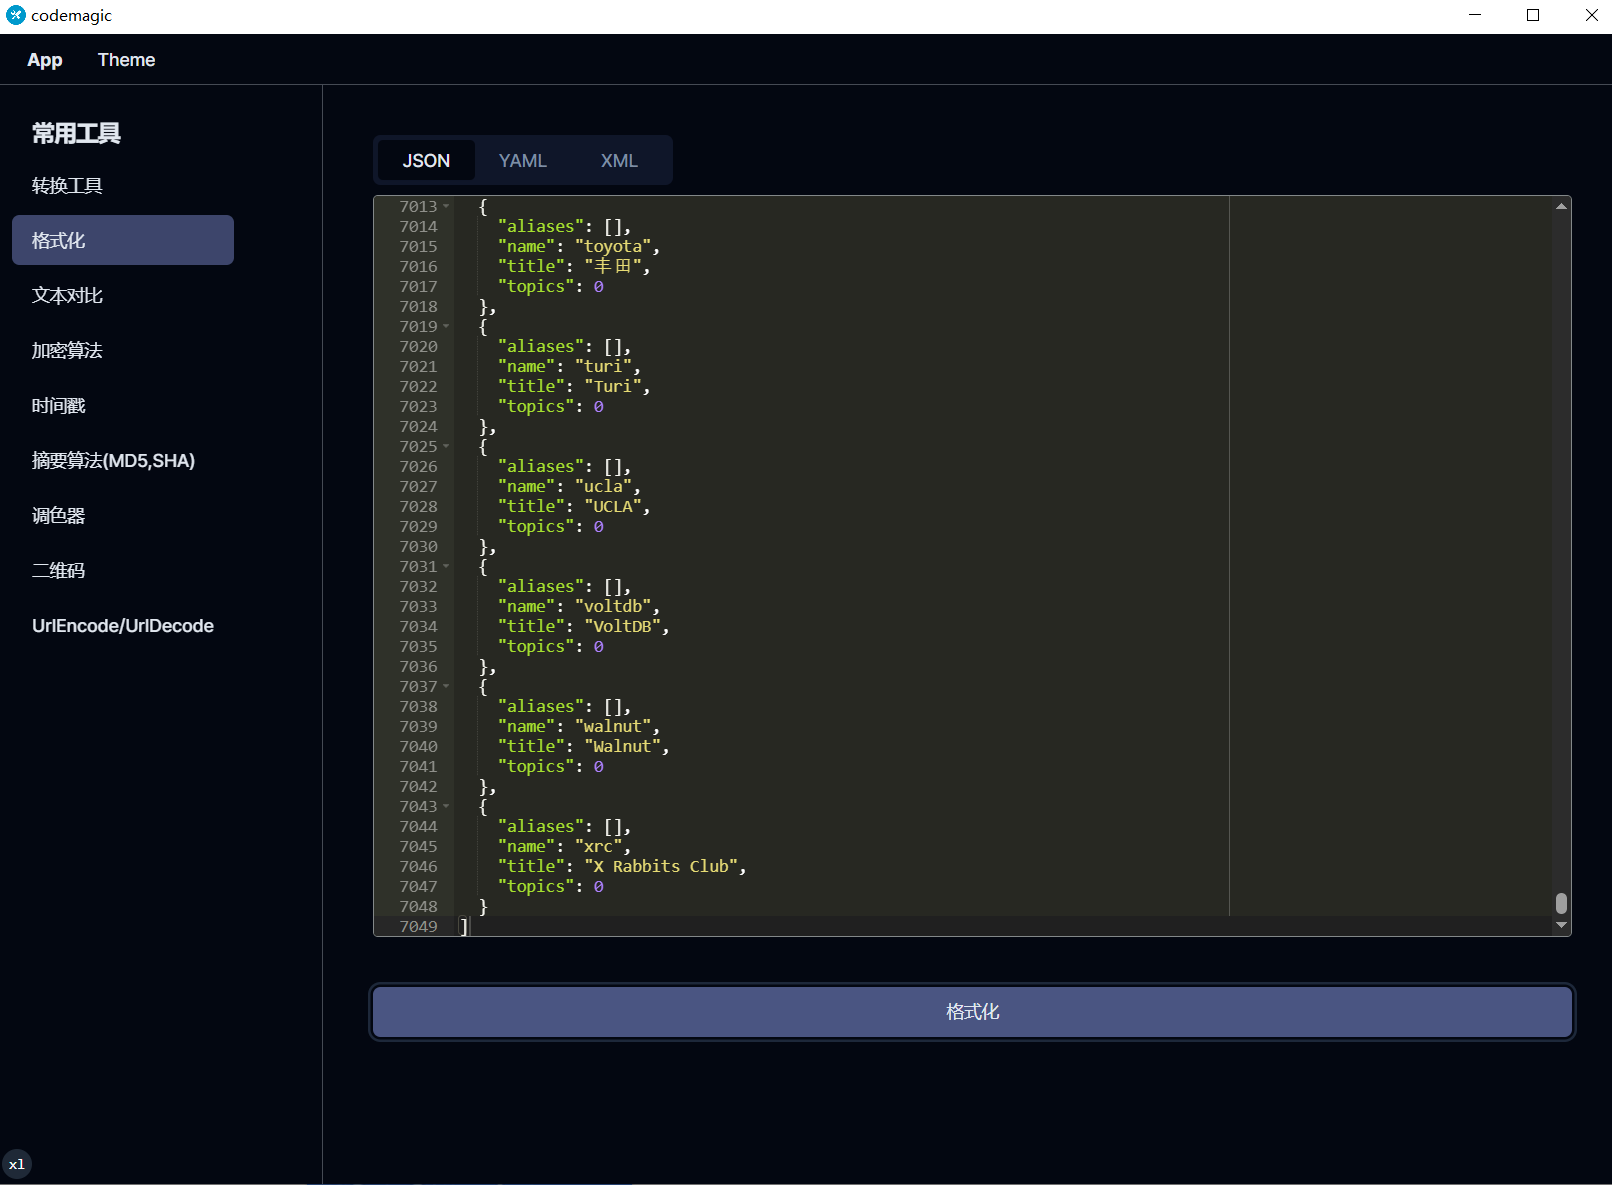 codemagic
App Theme
常用工具
转换工具
格式化
文本对比
加密算法
时间戳
摘要算法(MD5,SHA)
调色器
二维码
UrlEncode/UrlDecode
xl
JSON YAML XML
7013 {
7014 "aliases": [],
7015 "name": "toyota",
7016 "title": "丰田",
7017 "topics": 0
7018 },
7019 {
7020 "aliases": [],
7021 "name": "turi",
7022 "title": "Turi",
7023 "topics": 0
7024 },
7025 {
7026 "aliases": [],
7027 "name": "ucla",
7028 "title": "UCLA",
7029 "topics": 0
7030 },
7031 {
7032 "aliases": [],
7033 "name": "voltdb",
7034 "title": "VoltDB",
7035 "topics": 0
7036 },
7037 {
7038 "aliases": [],
7039 "name": "walnut",
7040 "title": "Walnut",
7041 "topics": 0
7042 },
7043 {
7044 "aliases": [],
7045 "name": "xrc",
7046 "title": "X Rabbits Club",
7047 "topics": 0
7048 }
7049 ]
格式化